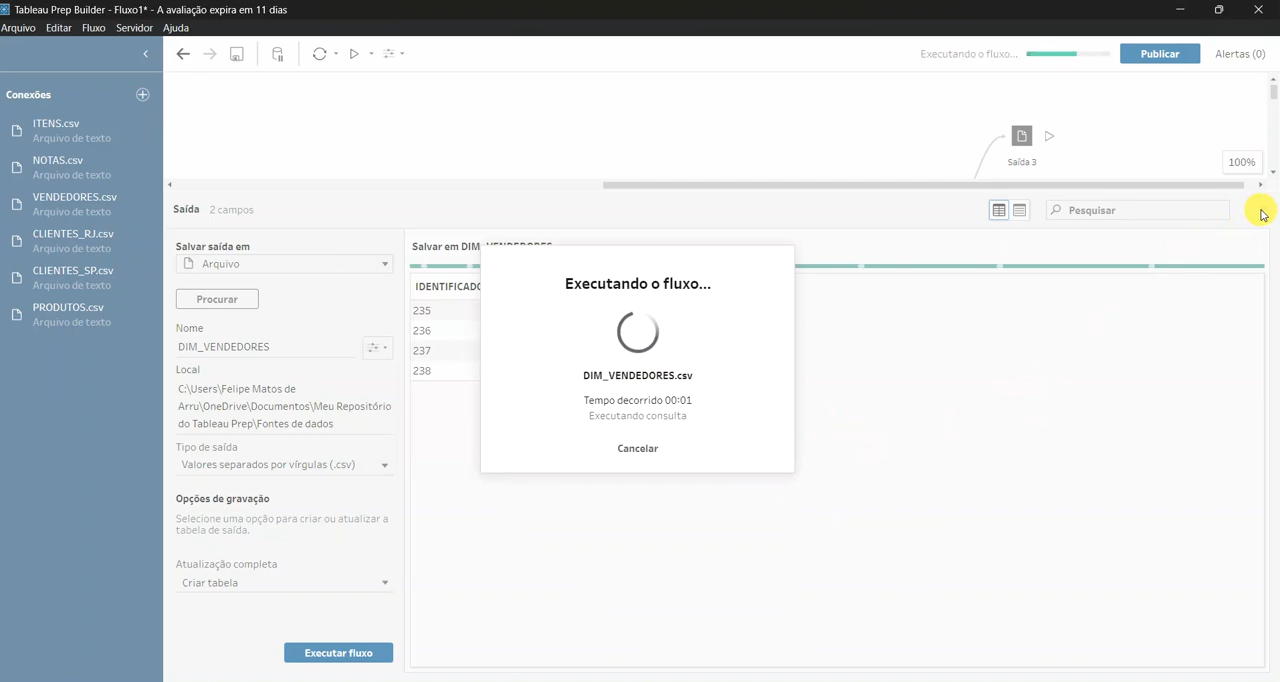 Tableau Prep Builder - Fluxo1* - A avaliação expira em 11 dias
Arquivo Editar Fluxo Servidor Ajuda
Executando o fluxo... Publicar Alertas (0)
Conexões
ITENS.csv
Arquivo de texto
NOTAS.csv
Arquivo de texto
VENDEDORES.csv
Arquivo de texto
CLIENTES_RJ.csv
Arquivo de texto
CLIENTES_SP.csv
Arquivo de texto
PRODUTOS.csv
Arquivo de texto
Saída 3
100%
Saída 2 campos
Pesquisar
Salvar saída em
Arquivo
Procurar
Nome
DIM_VENDEDORES
Local
C:\Users\Felipe Matos de
Arru\OneDrive\Documentos\Meu Repositório
do Tableau Prep\Fontes de dados
Tipo de saída
Valores separados por vírgulas (.csv)
Opções de gravação
Selecione uma opção para criar ou atualizar a
tabela de saída.
Atualização completa
Criar tabela
Executar fluxo
Salvar em DIM_VENDEDORES
IDENTIFICADO
235
236
237
238
Executando o fluxo...
DIM_VENDEDORES.csv
Tempo decorrido 00:01
Executando consulta
Cancelar